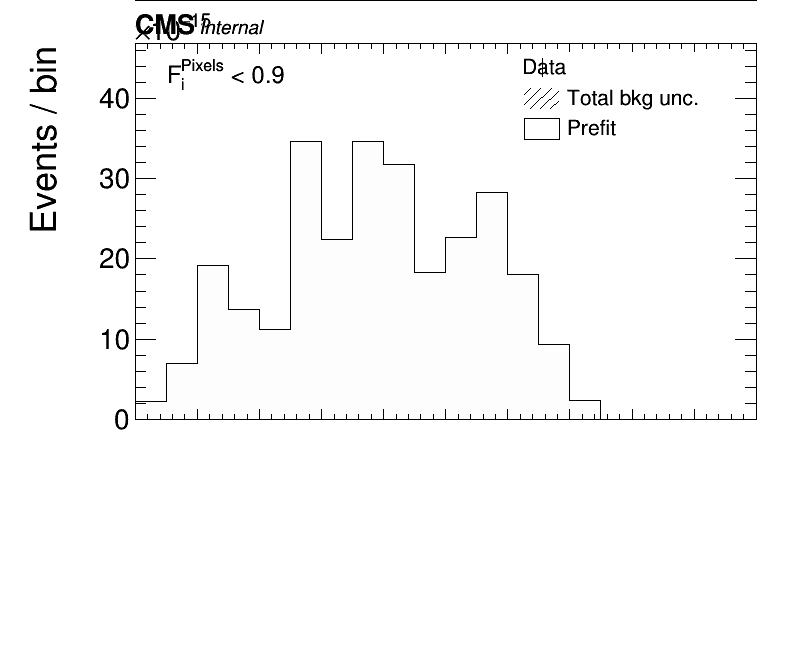 CMS Internal
×10^15
F_i^Pixels < 0.9
Data
Total bkg unc.
Prefit
Events / bin
40
30
20
10
0